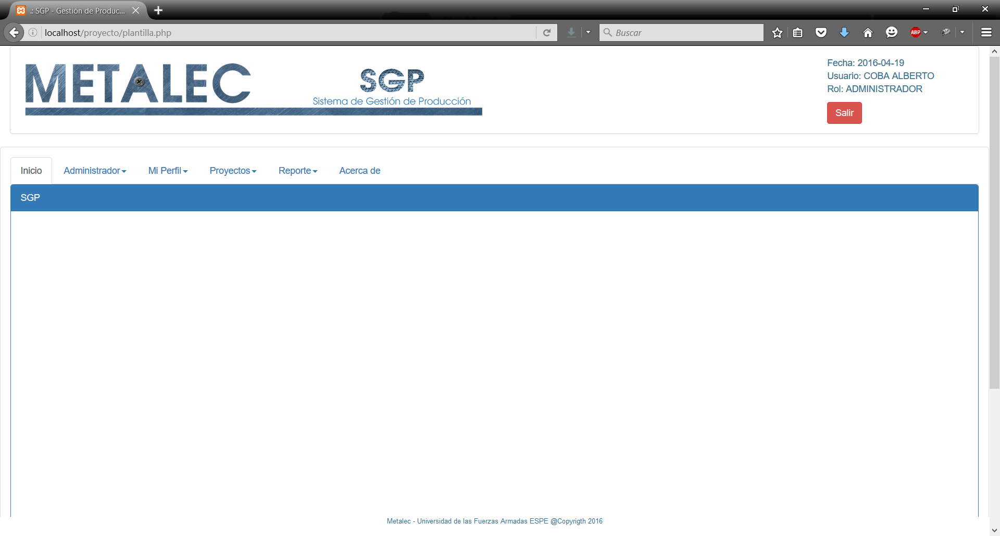 .: SGP - Gestión de Produc...
localhost/proyecto/plantilla.php
Buscar
ABP
METALEC
SGP
Sistema de Gestión de Producción
Fecha: 2016-04-19
Usuario: COBA ALBERTO
Rol: ADMINISTRADOR
Salir
Inicio
Administrador
Mi Perfil
Proyectos
Reporte
Acerca de
SGP
Metalec - Universidad de las Fuerzas Armadas ESPE @Copyrigth 2016